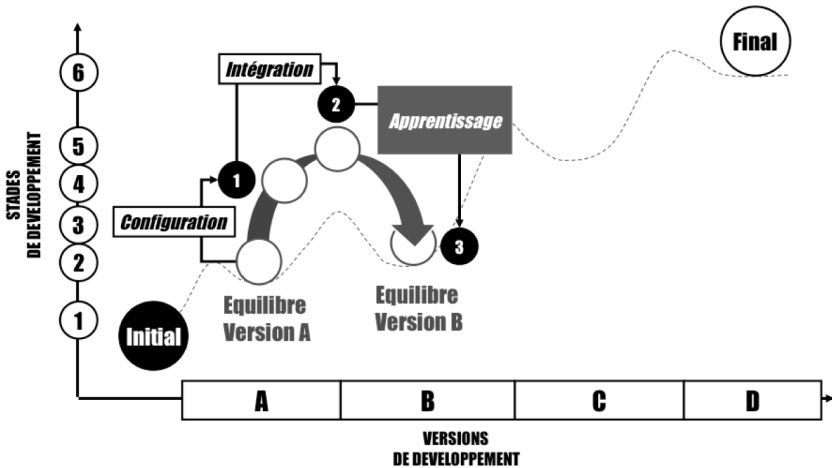 6
5
4
3
2
1
STADES
DE DEVELOPPEMENT
Final
Intégration
2
Apprentissage
1
Configuration
3
Equilibre
Version A
Equilibre
Version B
Initial
A
B
C
D
VERSIONS
DE DEVELOPPEMENT